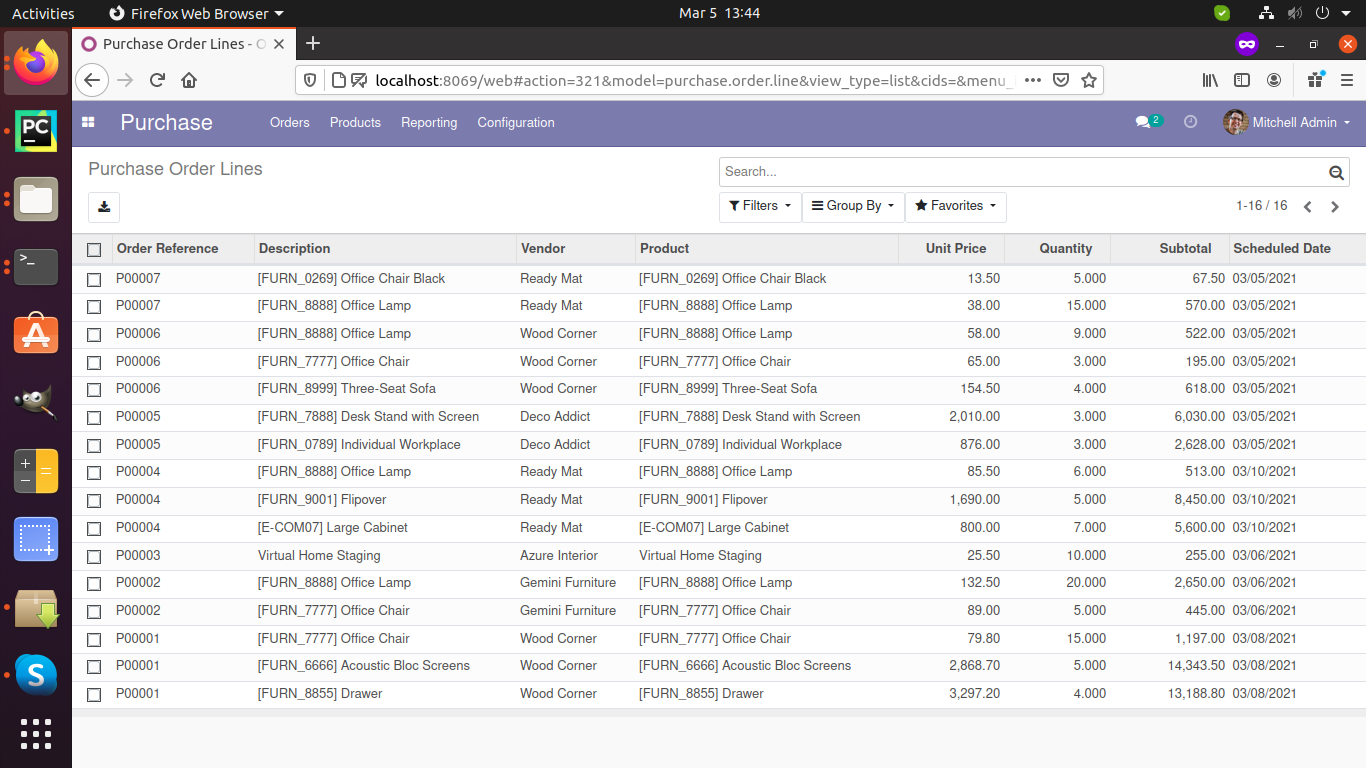 Activities Firefox Web Browser Mar 5 13:44
Purchase Order Lines - O
localhost:8069/web#action=321&model=purchase.order.line&view_type=list&cids=&menu_
Purchase Orders Products Reporting Configuration 2 Mitchell Admin
Purchase Order Lines Search...
Filters Group By Favorites 1-16 / 16
Order Reference Description Vendor Product Unit Price Quantity Subtotal Scheduled Date
P00007 [FURN_0269] Office Chair Black Ready Mat [FURN_0269] Office Chair Black 13.50 5.000 67.50 03/05/2021
P00007 [FURN_8888] Office Lamp Ready Mat [FURN_8888] Office Lamp 38.00 15.000 570.00 03/05/2021
P00006 [FURN_8888] Office Lamp Wood Corner [FURN_8888] Office Lamp 58.00 9.000 522.00 03/05/2021
P00006 [FURN_7777] Office Chair Wood Corner [FURN_7777] Office Chair 65.00 3.000 195.00 03/05/2021
P00006 [FURN_8999] Three-Seat Sofa Wood Corner [FURN_8999] Three-Seat Sofa 154.50 4.000 618.00 03/05/2021
P00005 [FURN_7888] Desk Stand with Screen Deco Addict [FURN_7888] Desk Stand with Screen 2,010.00 3.000 6,030.00 03/05/2021
P00005 [FURN_0789] Individual Workplace Deco Addict [FURN_0789] Individual Workplace 876.00 3.000 2,628.00 03/05/2021
P00004 [FURN_8888] Office Lamp Ready Mat [FURN_8888] Office Lamp 85.50 6.000 513.00 03/10/2021
P00004 [FURN_9001] Flipover Ready Mat [FURN_9001] Flipover 1,690.00 5.000 8,450.00 03/10/2021
P00004 [E-COM07] Large Cabinet Ready Mat [E-COM07] Large Cabinet 800.00 7.000 5,600.00 03/10/2021
P00003 Virtual Home Staging Azure Interior Virtual Home Staging 25.50 10.000 255.00 03/06/2021
P00002 [FURN_8888] Office Lamp Gemini Furniture [FURN_8888] Office Lamp 132.50 20.000 2,650.00 03/06/2021
P00002 [FURN_7777] Office Chair Gemini Furniture [FURN_7777] Office Chair 89.00 5.000 445.00 03/06/2021
P00001 [FURN_7777] Office Chair Wood Corner [FURN_7777] Office Chair 79.80 15.000 1,197.00 03/08/2021
P00001 [FURN_6666] Acoustic Bloc Screens Wood Corner [FURN_6666] Acoustic Bloc Screens 2,868.70 5.000 14,343.50 03/08/2021
P00001 [FURN_8855] Drawer Wood Corner [FURN_8855] Drawer 3,297.20 4.000 13,188.80 03/08/2021